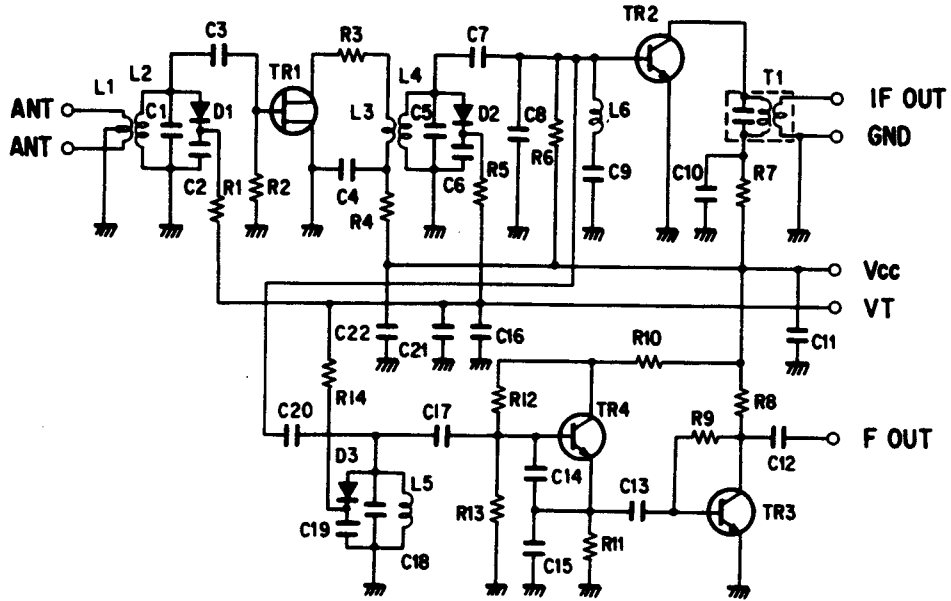 TR2
C3
R3
C7
TR1
T1
L1
L2
L3
L4
ANT
C1
D1
C5
D2
C8
L6
IF OUT
ANT
R6
GND
C2
R1
R2
C4
C6
R5
C9
C10
R7
R4
Vcc
VT
C22
C21
C16
C11
R10
R14
R12
TR4
R8
C20
C17
R9
F OUT
C12
D3
L5
C14
C13
C19
R13
TR3
C18
C15
R11